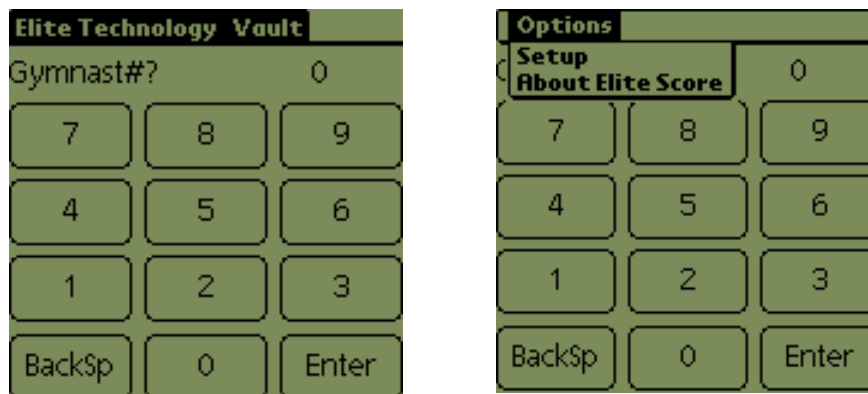 Elite Technology Vault
Gymnast#? 0
7 8 9
4 5 6
1 2 3
BackSp 0 Enter
Options
Setup
About Elite Score
0
7 8 9
4 5 6
1 2 3
BackSp 0 Enter